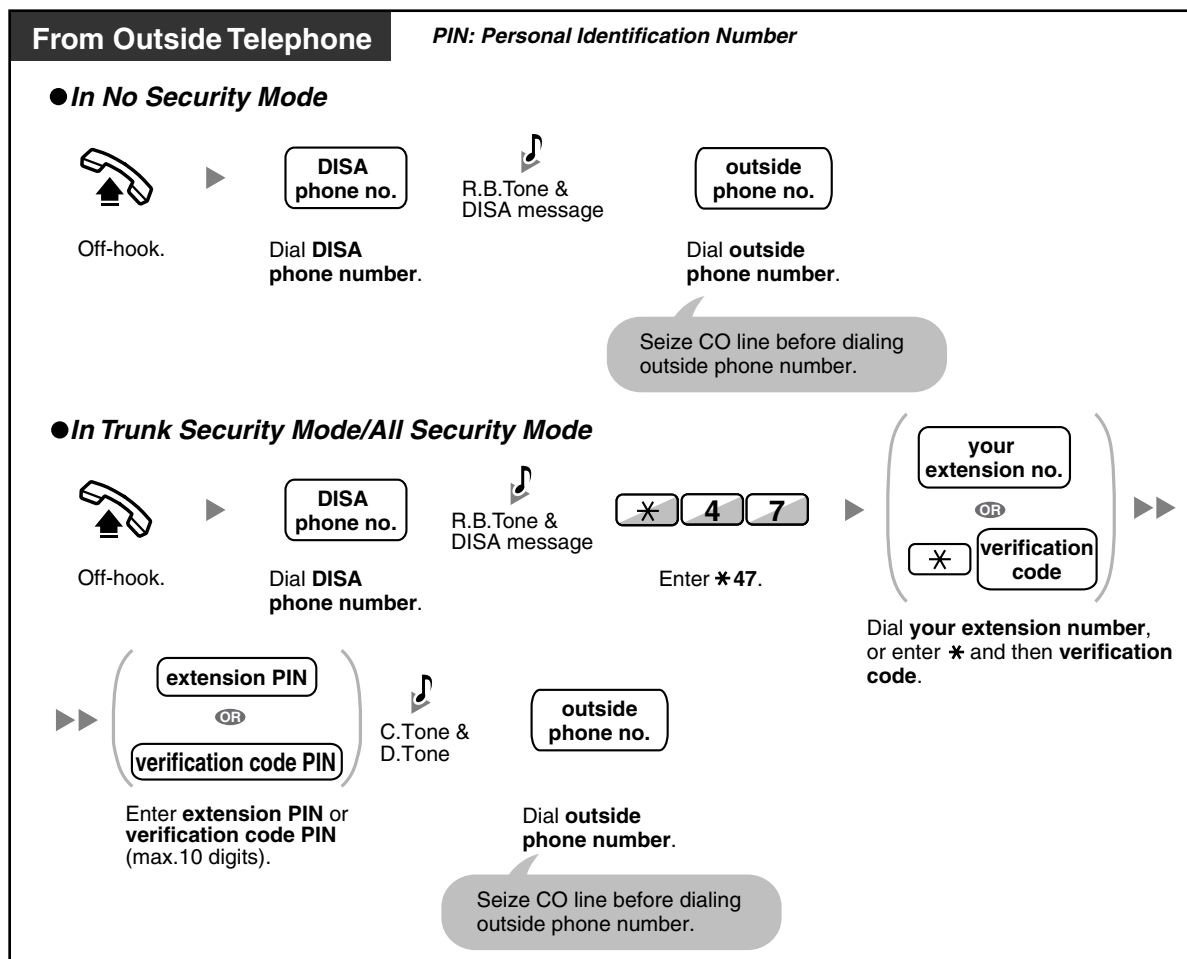 From Outside Telephone
PIN: Personal Identification Number
●In No Security Mode
DISA
phone no.
R.B.Tone &
DISA message
outside
phone no.
Off-hook.
Dial DISA
phone number.
Dial outside
phone number.
Seize CO line before dialing
outside phone number.
●In Trunk Security Mode/All Security Mode
DISA
phone no.
R.B.Tone &
DISA message
* 4 7
your
extension no.
OR
* verification
code
Off-hook.
Dial DISA
phone number.
Enter *47.
Dial your extension number,
or enter * and then verification
code.
extension PIN
OR
verification code PIN
C.Tone &
D.Tone
outside
phone no.
Enter extension PIN or
verification code PIN
(max.10 digits).
Dial outside
phone number.
Seize CO line before dialing
outside phone number.